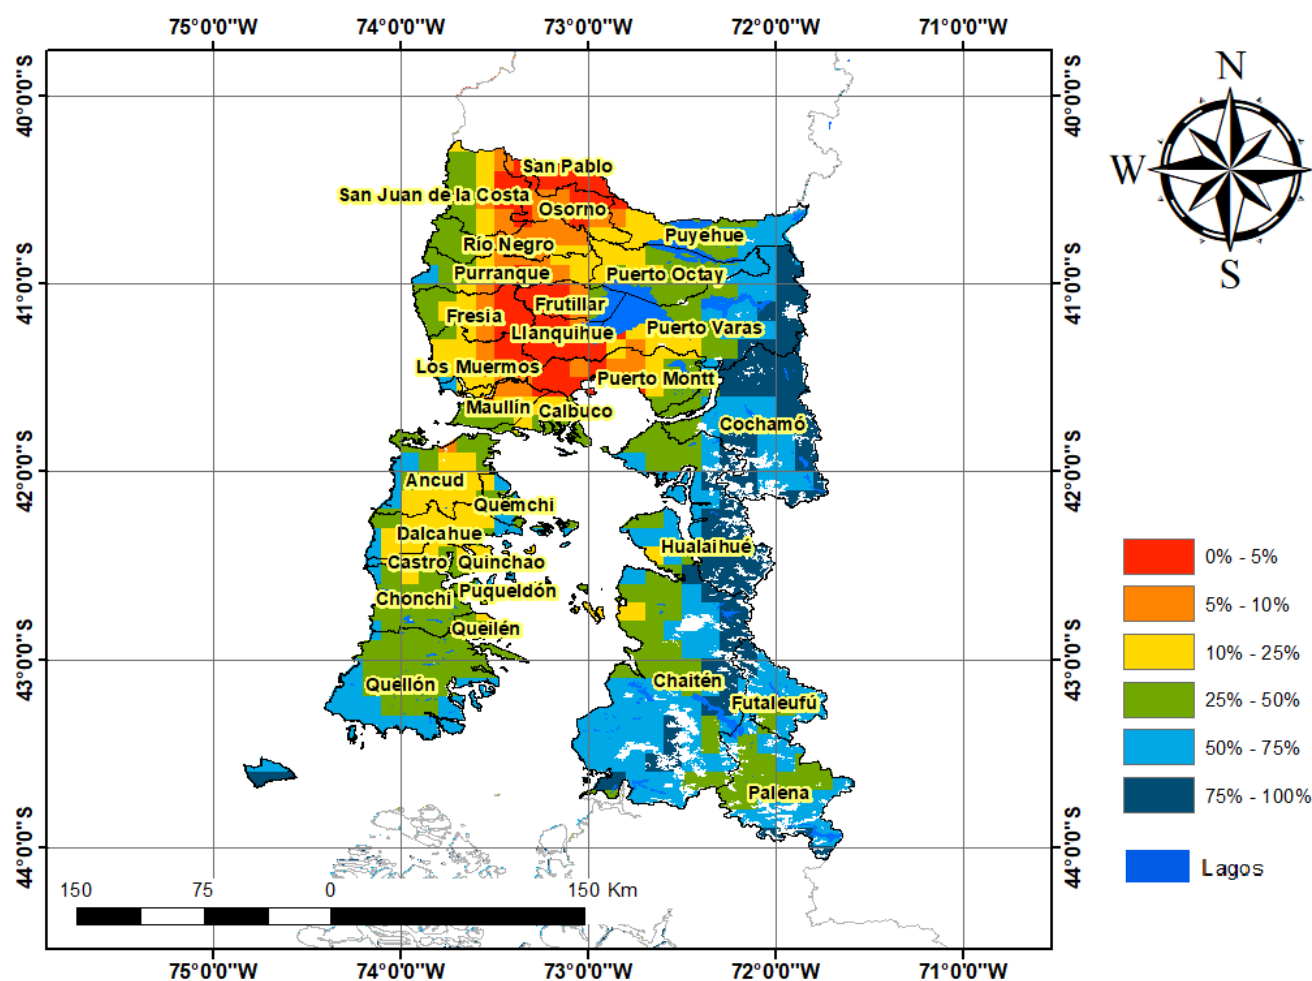 75°0'0"W 74°0'0"W 73°0'0"W 72°0'0"W 71°0'0"W
40°0'0"S 40°0'0"S
N
W
S
San Pablo
San Juan de la Costa
Osorno
Puyehue
Río Negro
Purranque
Puerto Octay
41°0'0"S 41°0'0"S
Frutillar
Fresia
Llanquihue
Puerto Varas
Los Muermos
Puerto Montt
Maullín
Calbuco
Cochamó
42°0'0"S 42°0'0"S
Ancud
Quemchi
Dalcahue
Hualaihué
Castro
Quinchao
Chonchi
Puqueldón
Queilén
43°0'0"S 43°0'0"S
Quellón
Chaitén
Futaleufú
Palena
44°0'0"S 44°0'0"S
0% - 5%
5% - 10%
10% - 25%
25% - 50%
50% - 75%
75% - 100%
Lagos
150 75 0 150 Km
75°0'0"W 74°0'0"W 73°0'0"W 72°0'0"W 71°0'0"W